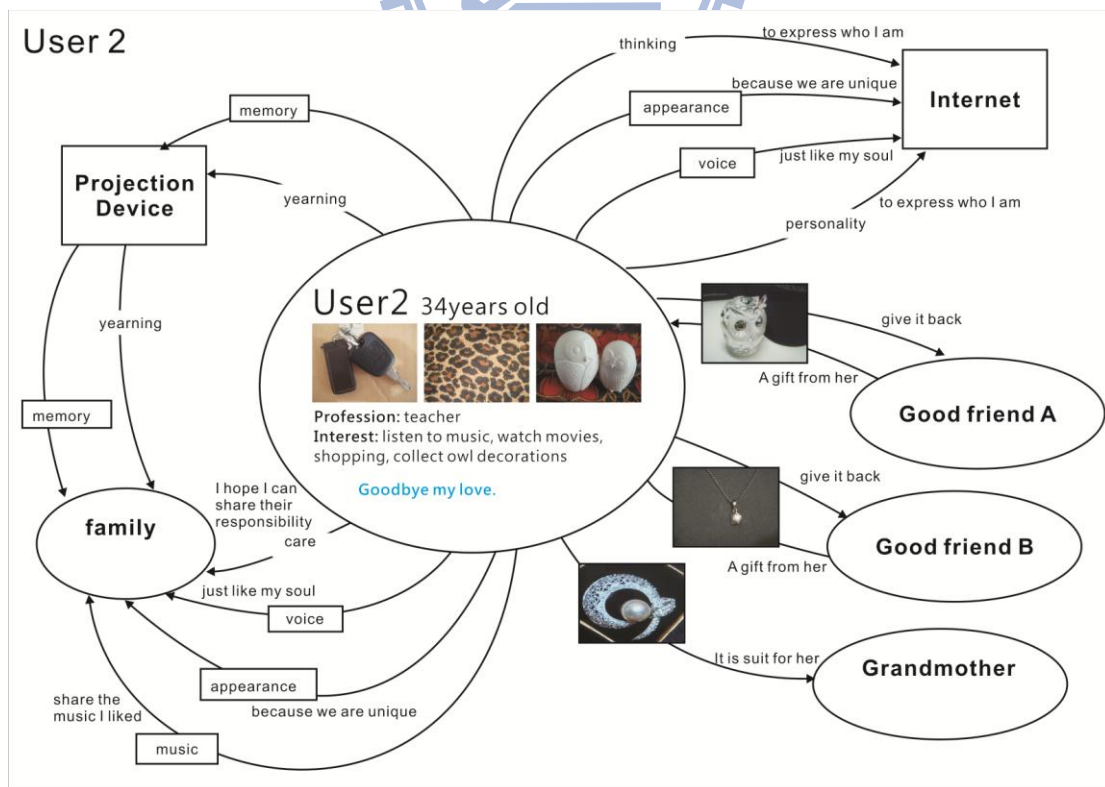 User 2
thinking
to express who I am
because we are unique
appearance
Internet
memory
voice
just like my soul
Projection
Device
yearning
to express who I am
personality
User2 34years old
yearning
give it back
A gift from her
Good friend A
memory
Profession: teacher
Interest: listen to music, watch movies,
shopping, collect owl decorations
Goodbye my love.
I hope I can
share their
responsibility
care
family
give it back
Good friend B
A gift from her
just like my soul
voice
It is suit for her
Grandmother
appearance
because we are unique
share the
music I liked
music